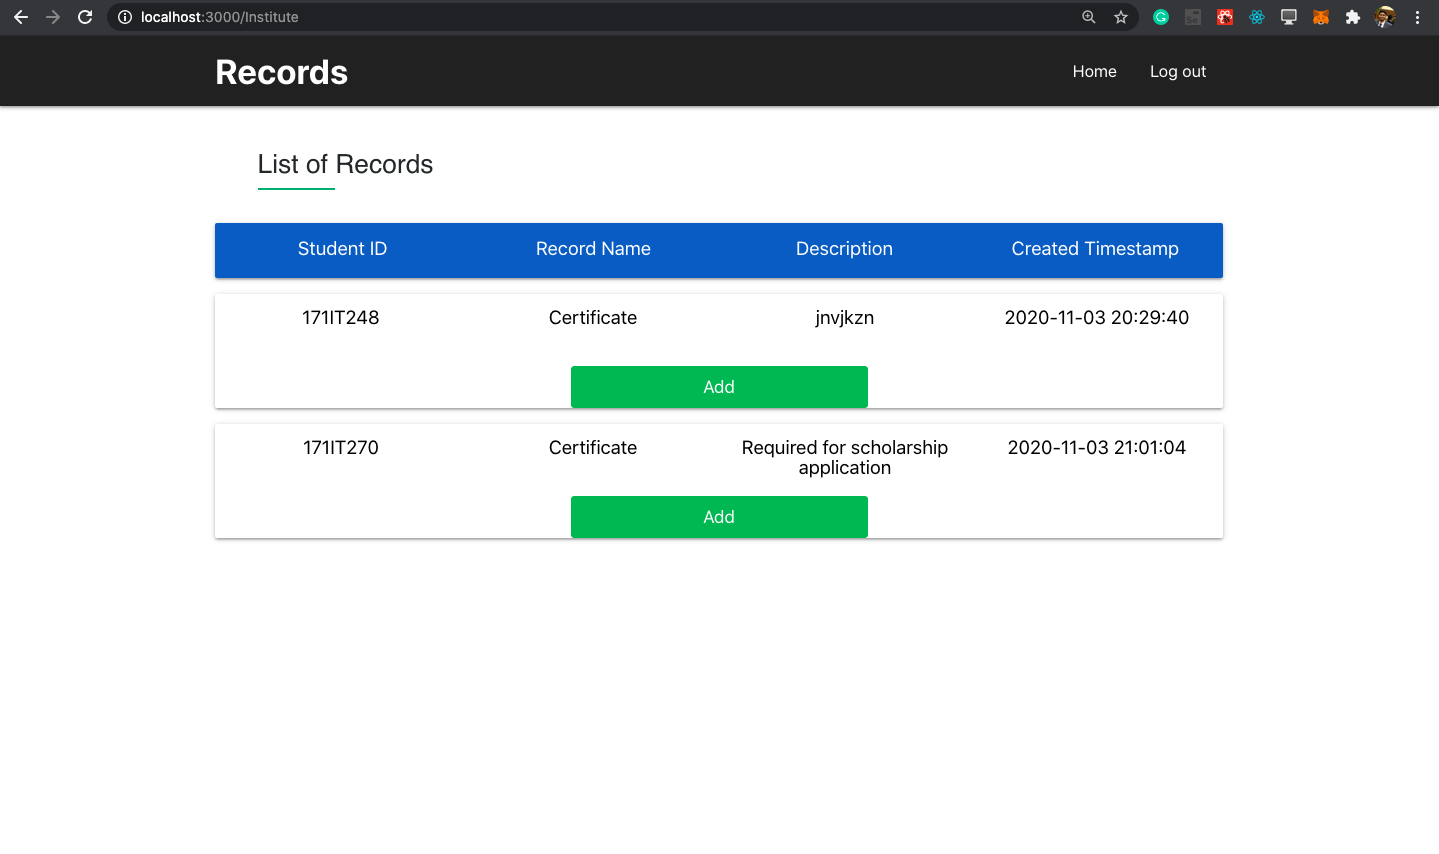 localhost:3000/Institute
Records
Home
Log out
List of Records
Student ID
Record Name
Description
Created Timestamp
171IT248
Certificate
jnvjkzn
2020-11-03 20:29:40
Add
171IT270
Certificate
Required for scholarship
application
2020-11-03 21:01:04
Add